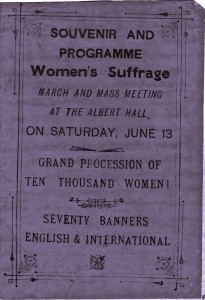 SOUVENIR AND
PROGRAMME
Women's Suffrage
MARCH AND MASS MEETING
AT THE ALBERT HALL,
ON SATURDAY, JUNE 13
GRAND PROCESSION OF
TEN THOUSAND WOMEN!
SEVENTY BANNERS
ENGLISH & INTERNATIONAL